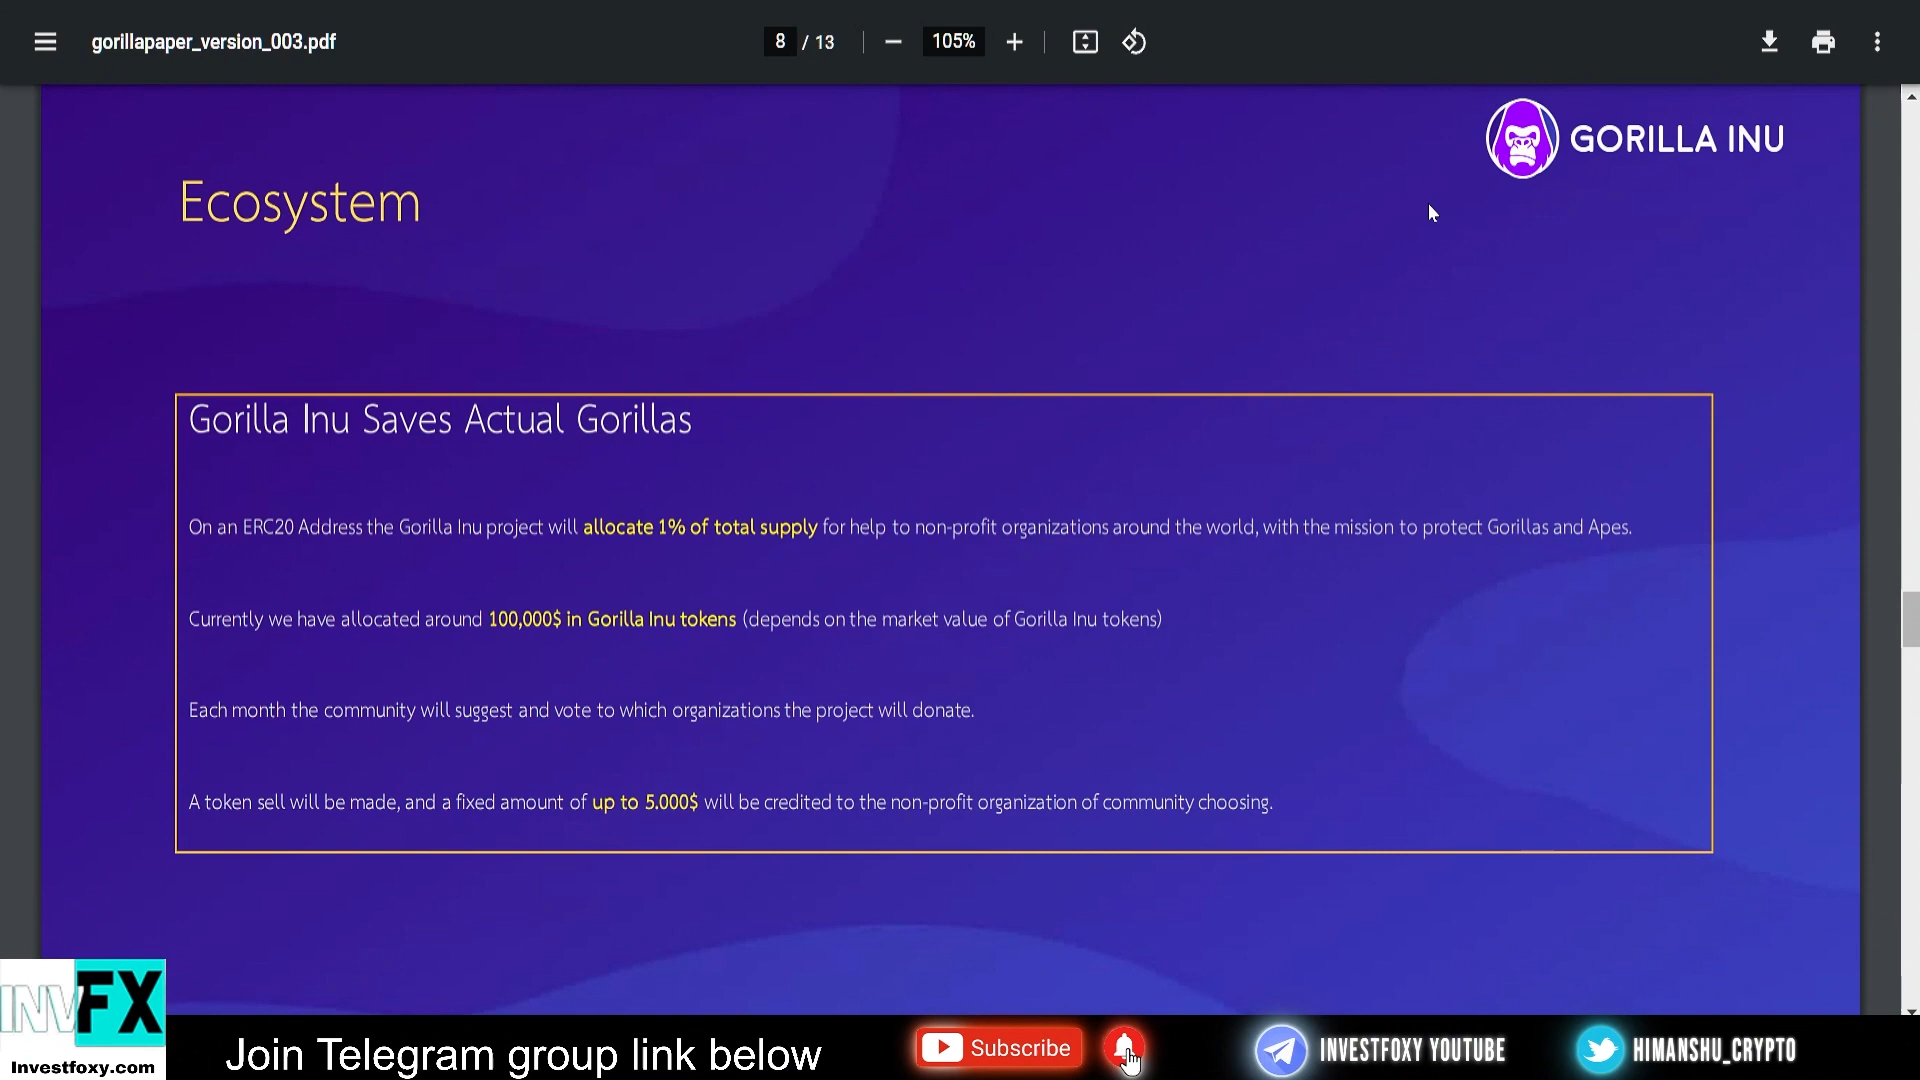 gorillapaper_version_003.pdf
8 / 13
105%
GORILLA INU
Ecosystem
Gorilla Inu Saves Actual Gorillas
On an ERC20 Address the Gorilla Inu project will allocate 1% of total supply for help to non-profit organizations around the world, with the mission to protect Gorillas and Apes.
Currently we have allocated around 100,000$ in Gorilla Inu tokens (depends on the market value of Gorilla Inu tokens)
Each month the community will suggest and vote to which organizations the project will donate.
A token sell will be made, and a fixed amount of up to 5.000$ will be credited to the non-profit organization of community choosing.
INVFX
Investfoxy.com
Join Telegram group link below
Subscribe
INVESTFOXY YOUTUBE
HIMANSHU_CRYPTO